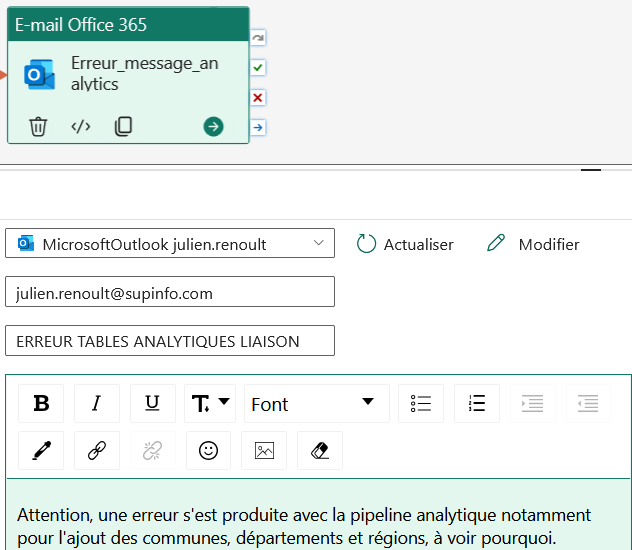 E-mail Office 365
Erreur_message_an
alytics
MicrosoftOutlook julien.renoult
Actualiser
Modifier
julien.renoult@supinfo.com
ERREUR TABLES ANALYTIQUES LIAISON
B I U T Font
Attention, une erreur s'est produite avec la pipeline analytique notamment
pour l'ajout des communes, départements et régions, à voir pourquoi.